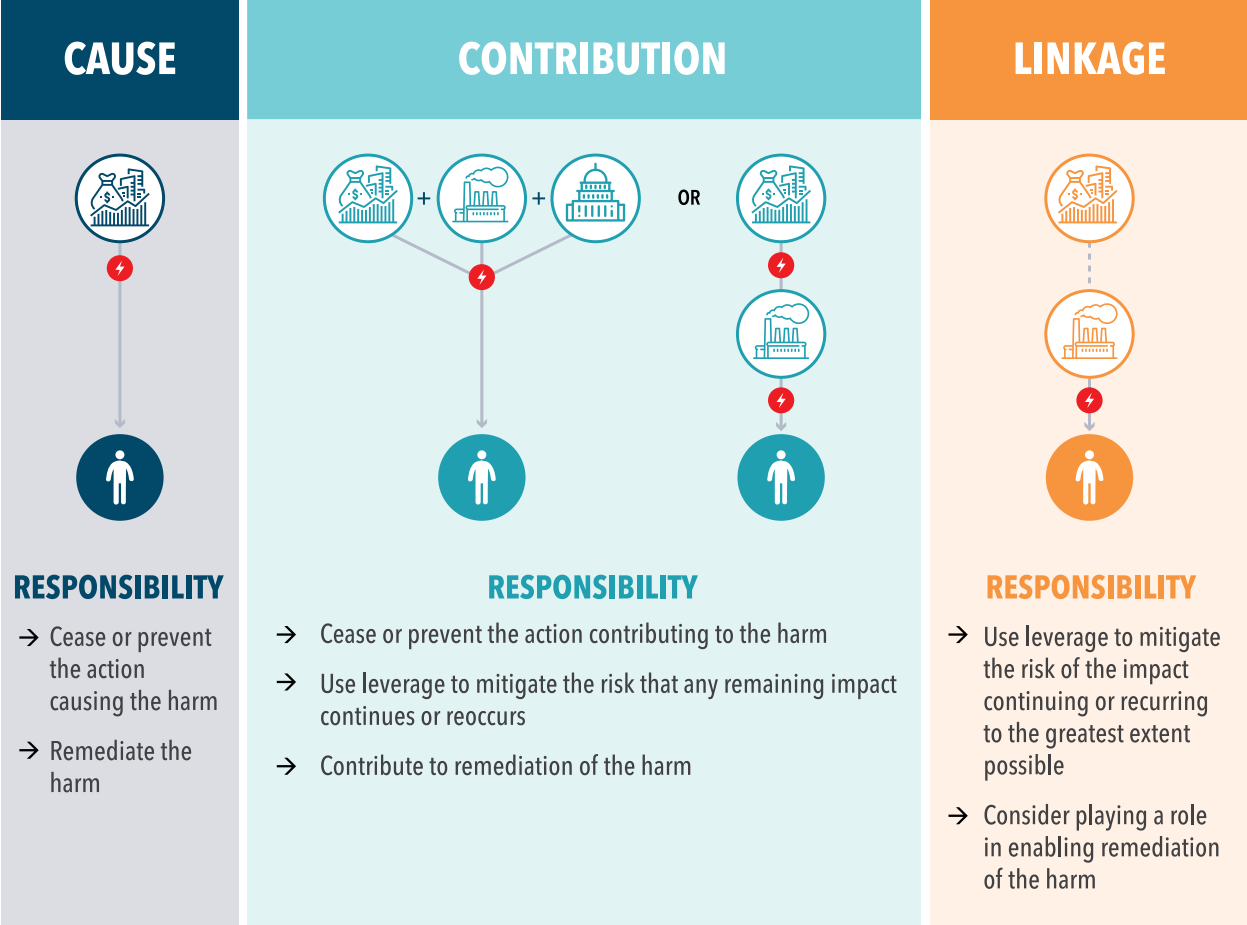 CAUSE
CONTRIBUTION
LINKAGE
$
$
+
+
OR
$
$
RESPONSIBILITY
→ Cease or prevent
the action
causing the harm
→ Remediate the
harm
RESPONSIBILITY
→ Cease or prevent the action contributing to the harm
→ Use leverage to mitigate the risk that any remaining impact
continues or reoccurs
→ Contribute to remediation of the harm
RESPONSIBILITY
→ Use leverage to mitigate
the risk of the impact
continuing or recurring
to the greatest extent
possible
→ Consider playing a role
in enabling remediation
of the harm